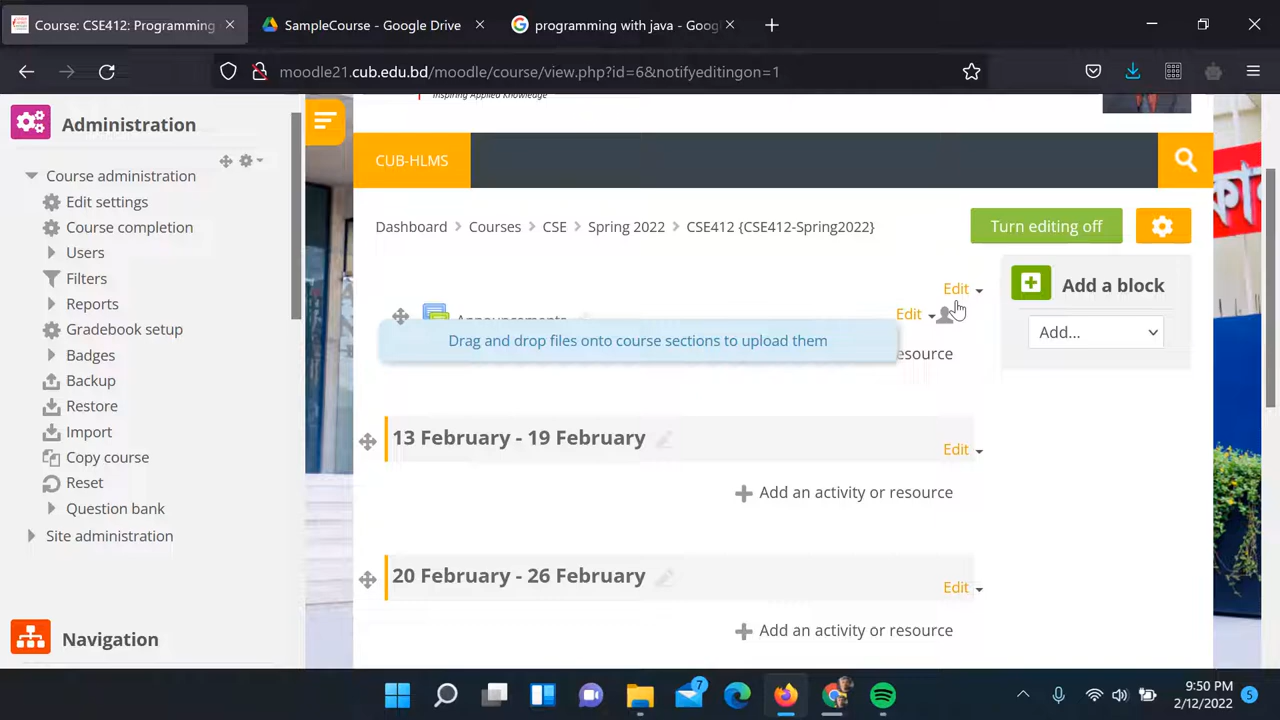 Course: CSE412: Programming
SampleCourse - Google Drive
programming with java - Goog
moodle21.cub.edu.bd/moodle/course/view.php?id=6&notifyeditingon=1
Inspiring Applied Knowledge
Administration
Course administration
Edit settings
Course completion
Users
Filters
Reports
Gradebook setup
Badges
Backup
Restore
Import
Copy course
Reset
Question bank
Site administration
Navigation
CUB-HLMS
Dashboard
Courses
CSE
Spring 2022
CSE412 {CSE412-Spring2022}
Turn editing off
Edit
Announcements
Edit
Drag and drop files onto course sections to upload them
esource
13 February - 19 February
Edit
Add an activity or resource
20 February - 26 February
Edit
Add an activity or resource
Add a block
Add...
7
9:50 PM
2/12/2022
5